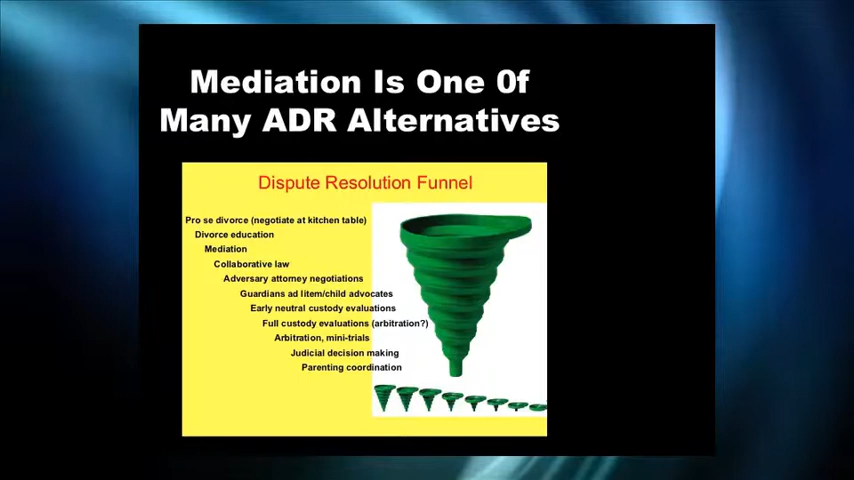 Mediation Is One 0f
Many ADR Alternatives
Dispute Resolution Funnel
Pro se divorce (negotiate at kitchen table)
Divorce education
Mediation
Collaborative law
Adversary attorney negotiations
Guardians ad litem/child advocates
Early neutral custody evaluations
Full custody evaluations (arbitration?)
Arbitration, mini-trials
Judicial decision making
Parenting coordination